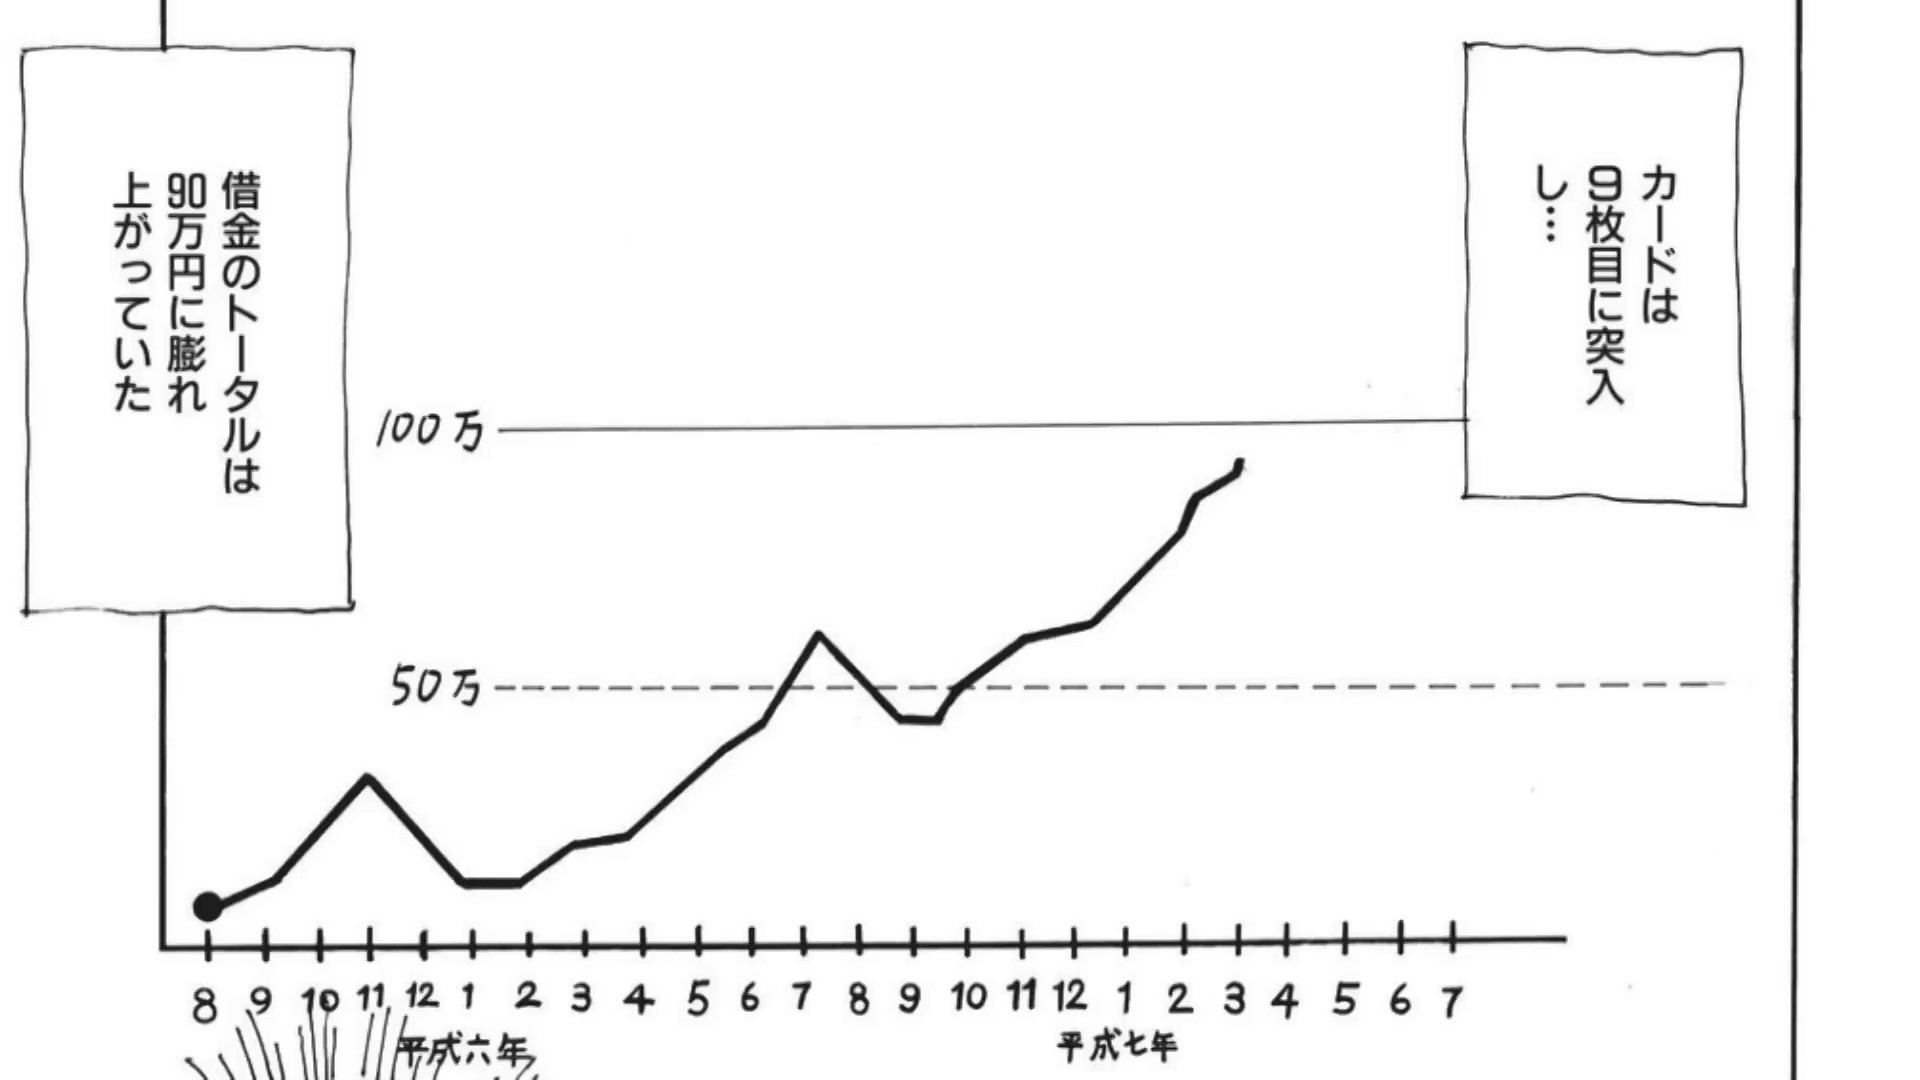 カードは
9枚目に突入
し…
借金のトータルは
90万円に膨れ
上がっていた
100万
50万
8 9 10 11 12 1 2 3 4 5 6 7 8 9 10 11 12 1 2 3 4 5 6 7
平成六年 平成七年